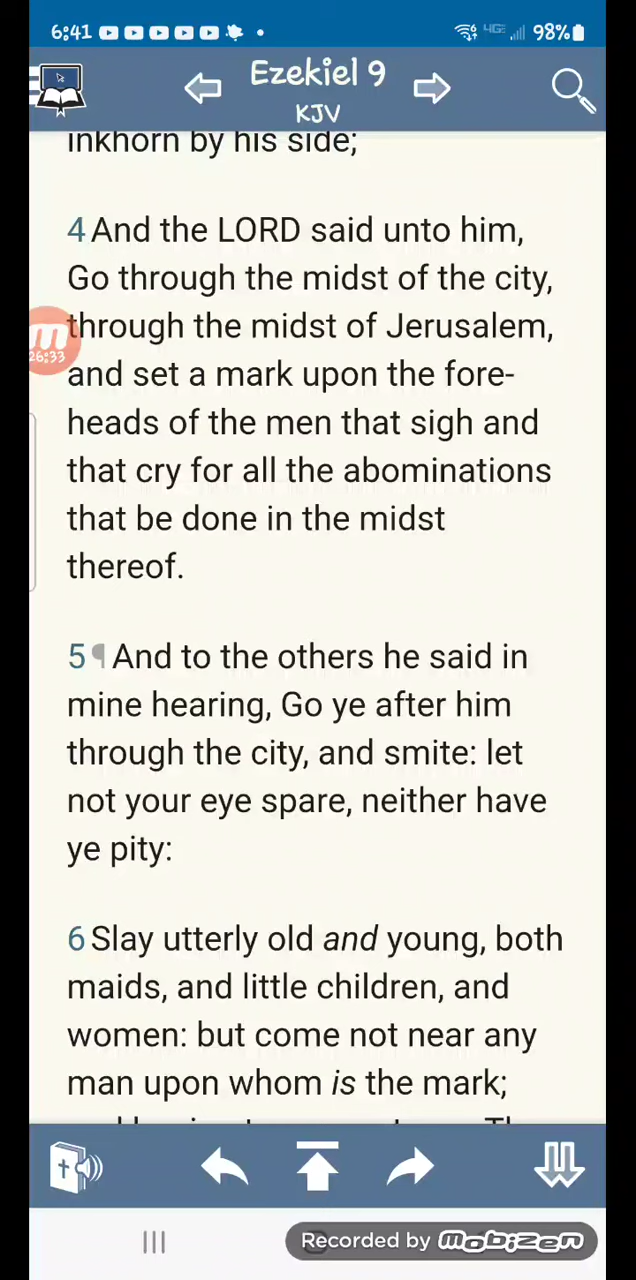 6:41 4G 98%
Ezekiel 9
KJV
inkhorn by his side;
4 And the LORD said unto him,
Go through the midst of the city,
through the midst of Jerusalem,
26:33
and set a mark upon the fore-
heads of the men that sigh and
that cry for all the abominations
that be done in the midst
thereof.
5 ¶ And to the others he said in
mine hearing, Go ye after him
through the city, and smite: let
not your eye spare, neither have
ye pity:
6 Slay utterly old and young, both
maids, and little children, and
women: but come not near any
man upon whom is the mark;
Recorded by mobizen